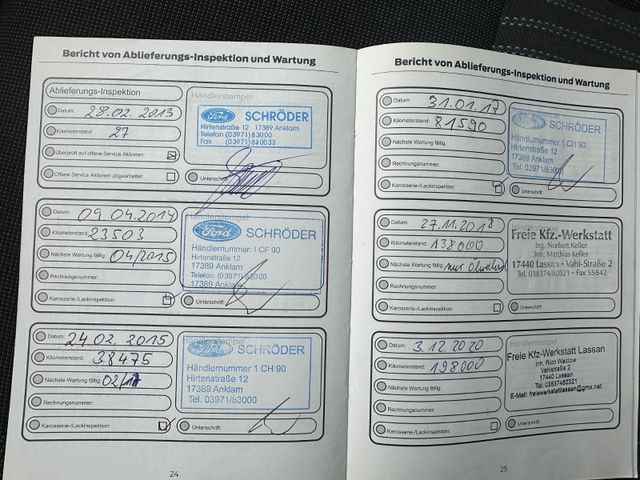 Bericht von Ablieferungs-Inspektion und Wartung
Ablieferungs-Inspektion
Händlerstempel
Datum: 28.02.2013
Kilometerstand: 27
Überprüft auf offene Service Aktionen:
Offene Service Aktionen abgearbeitet
Unterschrift:
Ford SCHRÖDER
Hirtenstraße 12 17389 Anklam
Telefon (03971) 83000
Fax (03971) 830033
Datum: 09.04.2014
Kilometerstand: 23503
Nächste Wartung fällig: 04/2015
Rechnungsnummer:
Karosserie-/Lackinspektion:
Händlerstempel
Ford SCHRÖDER
Händlernummer 1 CF 90
Hirtenstraße 12
17389 Anklam
Telefon: (03971) 83000
Unterschrift:
Datum: 24.02.2015
Kilometerstand: 38475
Nächste Wartung fällig: 02/17
Rechnungsnummer:
Karosserie-/Lackinspektion:
Händlerstempel
Ford SCHRÖDER
Händlernummer 1 CH 90
Hirtenstraße 12
17389 Anklam
Tel. 03971/83000
Unterschrift:
24
Bericht von Ablieferungs-Inspektion und Wartung
Datum: 31.01.17
Kilometerstand: 81590
Nächste Wartung fällig:
Rechnungsnummer:
Karosserie-/Lackinspektion:
SCHRÖDER
Händlernummer 1 CH 90
Hirtenstraße 12
17389 Anklam
Tel. 03971/83000
Unterschrift:
Datum: 27.11.2018
Kilometerstand: 138000
Nächste Wartung fällig: nur
Rechnungsnummer:
Karosserie-/Lackinspektion:
Freie Kfz.-Werkstatt
Ing. Norbert Keller
Inh. Matthias Keller
17440 Lassan • Vahl-Straße 2
Tel. 038374/80321 • Fax 55642
Unterschrift:
Datum: 3.12.2020
Kilometerstand: 198000
Nächste Wartung fällig:
Rechnungsnummer:
Karosserie-/Lackinspektion:
Händlerstempel
Freie Kfz-Werkstatt Lassan
Inh. Rico Waldow
Vahlstraße 2
17440 Lassan
Tel: 03837480321
E-Mail: freiewerkstattlassan@gmx.net
Unterschrift:
25